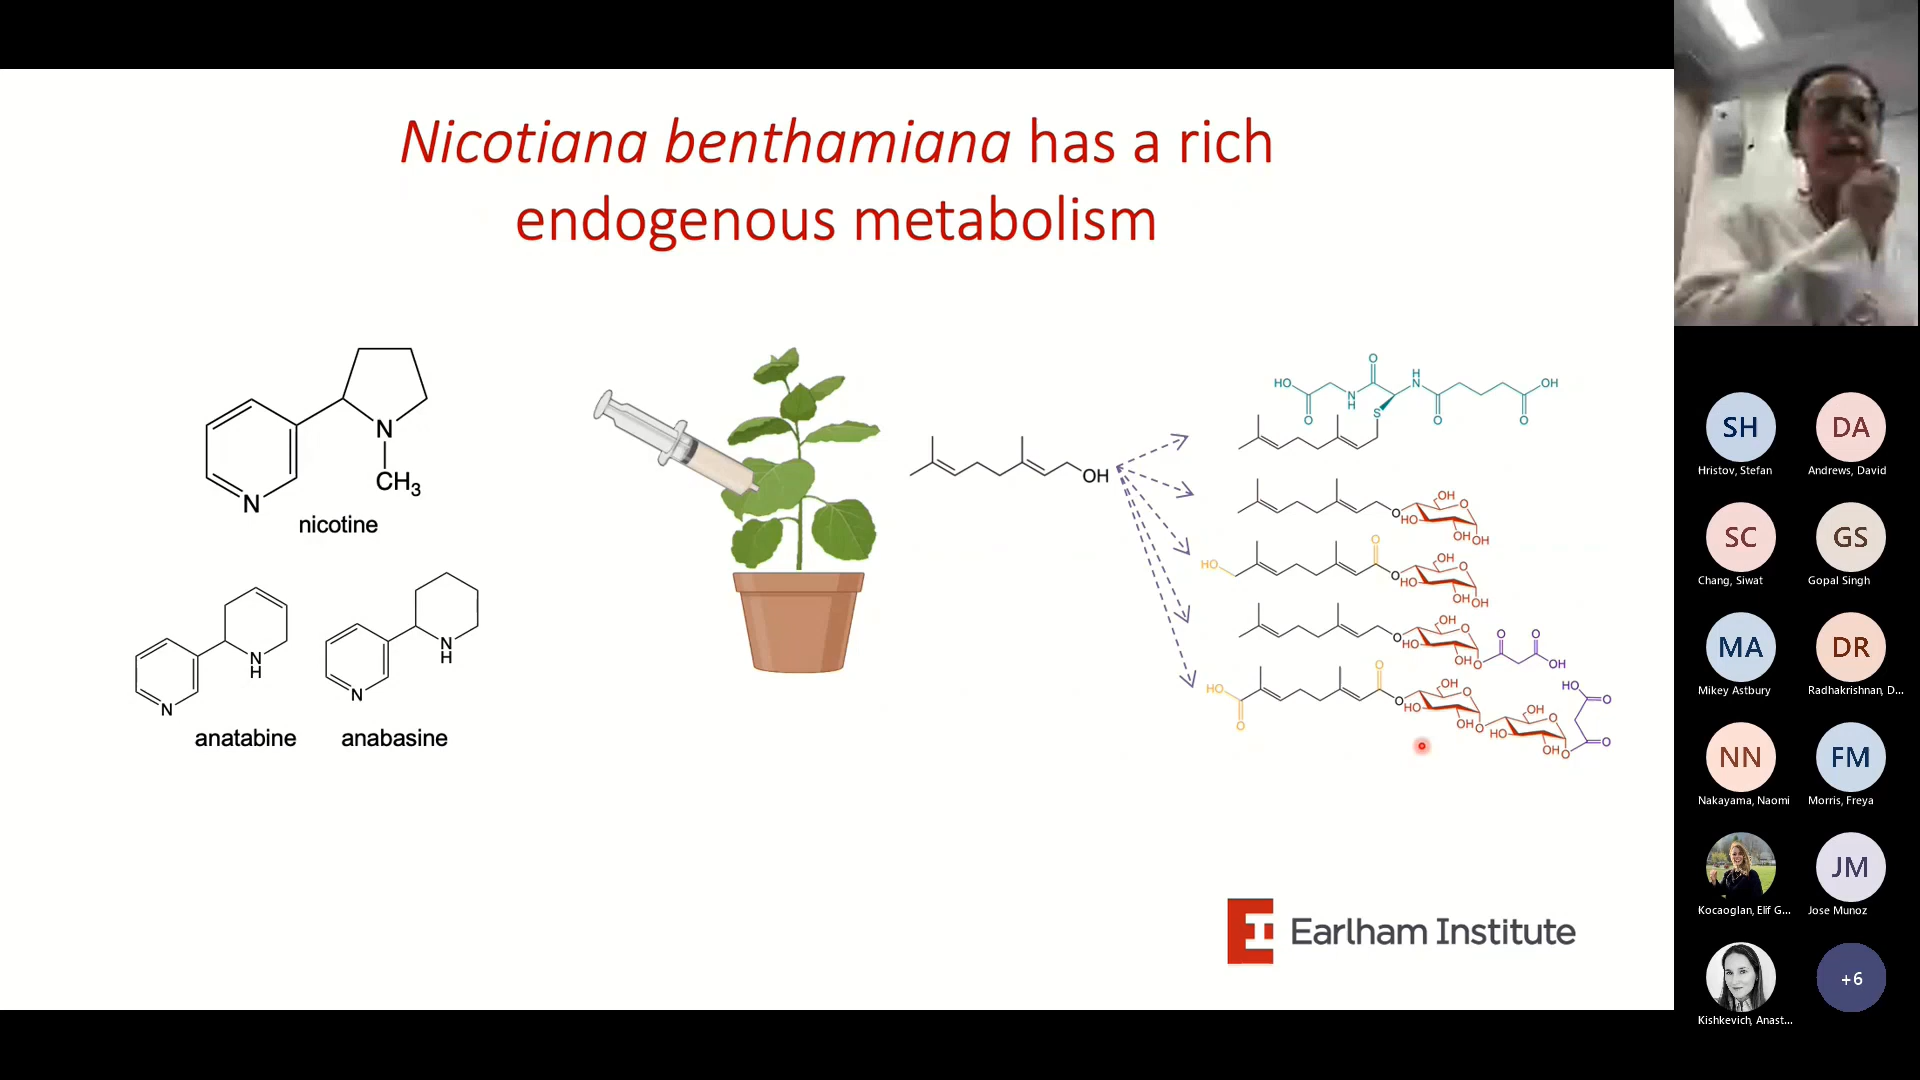 Nicotiana benthamiana has a rich
endogenous metabolism
N
CH3
N
nicotine
N
H
N
anatabine
N
H
N
anabasine
OH
O
HO
O
N
H
O
H
N
S
O
O
OH
O
OH
HO
O
OH
OH
HO
O
O
OH
HO
O
OH
OH
O
OH
HO
O
OH
O
O
O
OH
HO
O
O
O
OH
HO
O
OH
O
OH
HO
O
OH
O
HO
O
O
Earlham Institute
SH
DA
Hristov, Stefan
Andrews, David
SC
GS
Chang, Siwat
Gopal Singh
MA
DR
Mikey Astbury
Radhakrishnan, D...
NN
FM
Nakayama, Naomi
Morris, Freya
JM
Kocaoglan, Elif G...
Jose Munoz
+6
Kishkevich, Anast...